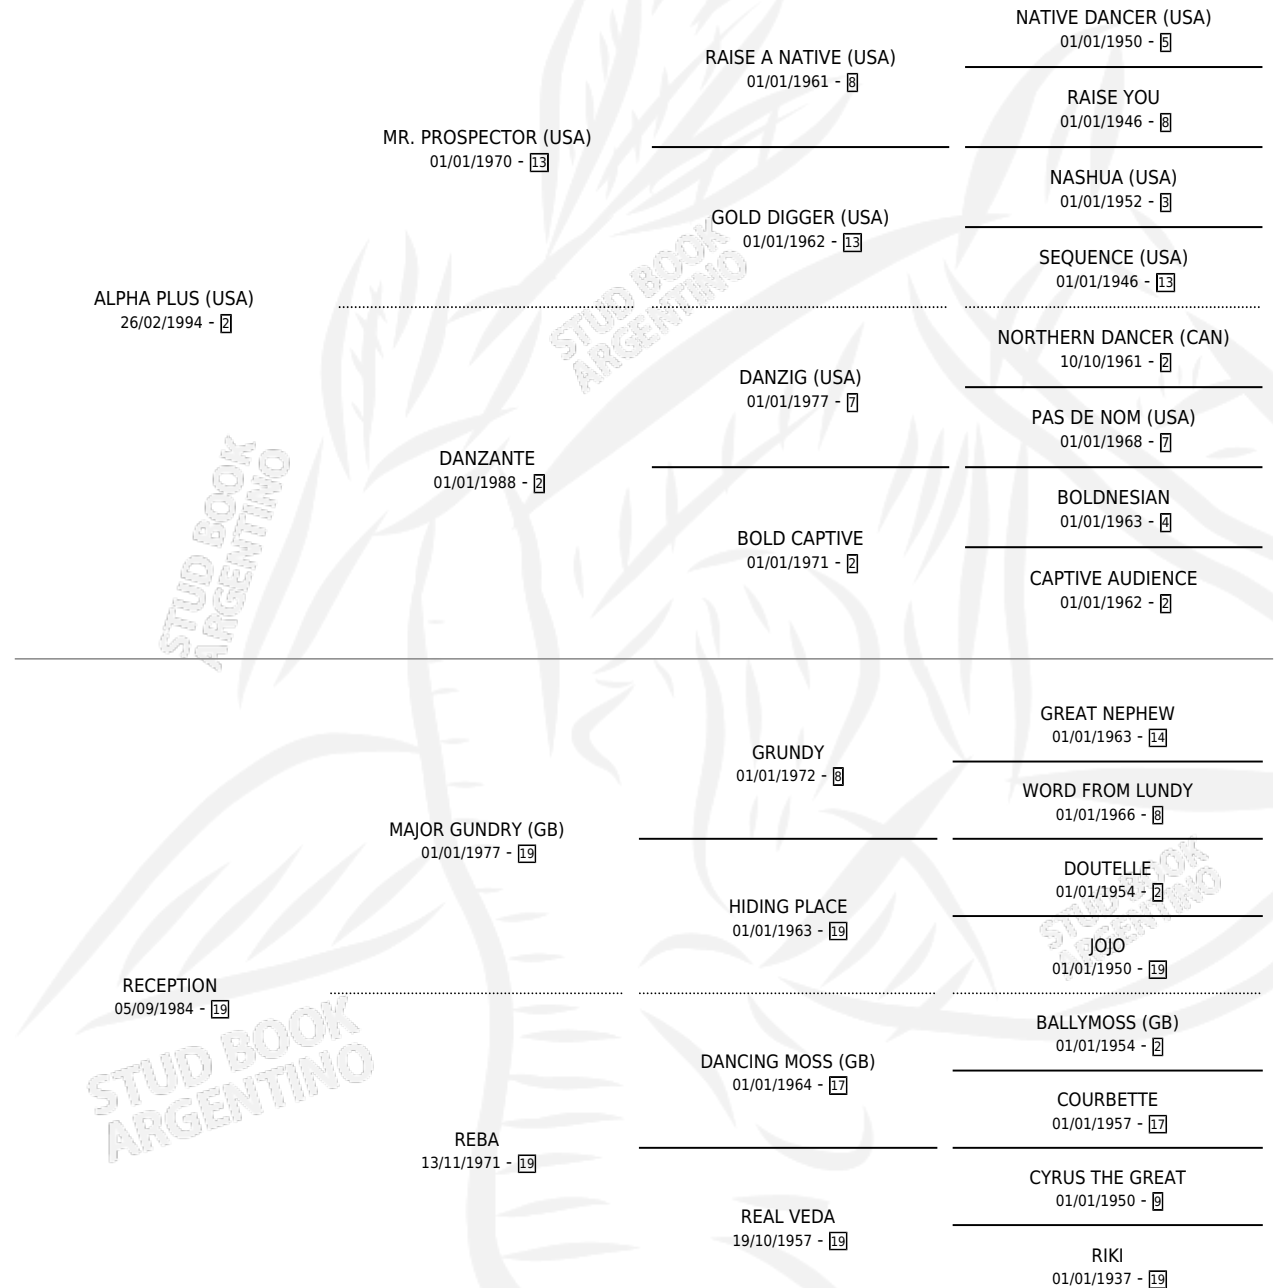 NATIVE DANCER (USA)
01/01/1950 - 5
RAISE A NATIVE (USA)
01/01/1961 - 8
RAISE YOU
01/01/1946 - 8
MR. PROSPECTOR (USA)
01/01/1970 - 13
NASHUA (USA)
01/01/1952 - 3
GOLD DIGGER (USA)
01/01/1962 - 13
SEQUENCE (USA)
01/01/1946 - 13
ALPHA PLUS (USA)
26/02/1994 - 2
STUD BOOK
ARGENTINO
NORTHERN DANCER (CAN)
10/10/1961 - 2
DANZIG (USA)
01/01/1977 - 7
PAS DE NOM (USA)
01/01/1968 - 7
DANZANTE
01/01/1988 - 2
BOLDNESIAN
01/01/1963 - 4
BOLD CAPTIVE
01/01/1971 - 2
CAPTIVE AUDIENCE
01/01/1962 - 2
STUD BOOK
ARGENTINO
GREAT NEPHEW
01/01/1963 - 14
GRUNDY
01/01/1972 - 8
WORD FROM LUNDY
01/01/1966 - 8
MAJOR GUNDRY (GB)
01/01/1977 - 19
DOUTELLE
01/01/1954 - 2
HIDING PLACE
01/01/1963 - 19
STUD BOOK
ARGENTINO
JOJO
01/01/1950 - 19
RECEPTION
05/09/1984 - 19
STUD BOOK
ARGENTINO
BALLYMOSS (GB)
01/01/1954 - 2
DANCING MOSS (GB)
01/01/1964 - 17
COURBETTE
01/01/1957 - 17
REBA
13/11/1971 - 19
CYRUS THE GREAT
01/01/1950 - 9
REAL VEDA
19/10/1957 - 19
RIKI
01/01/1937 - 19